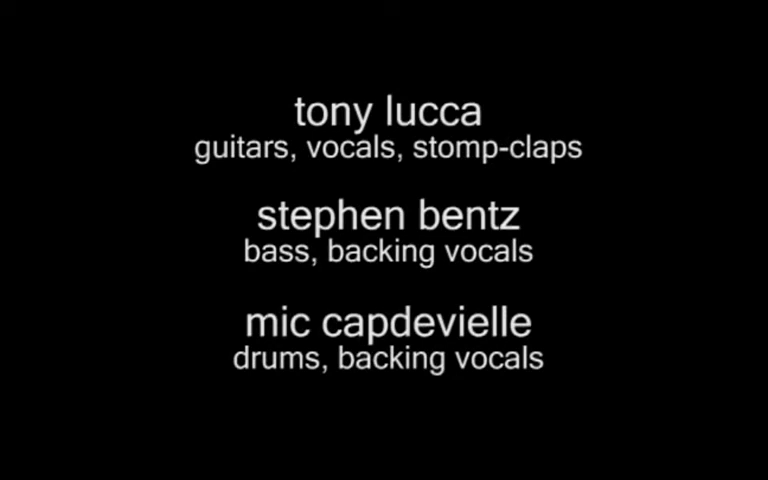 tony lucca
guitars, vocals, stomp-claps
stephen bentz
bass, backing vocals
mic capdevielle
drums, backing vocals